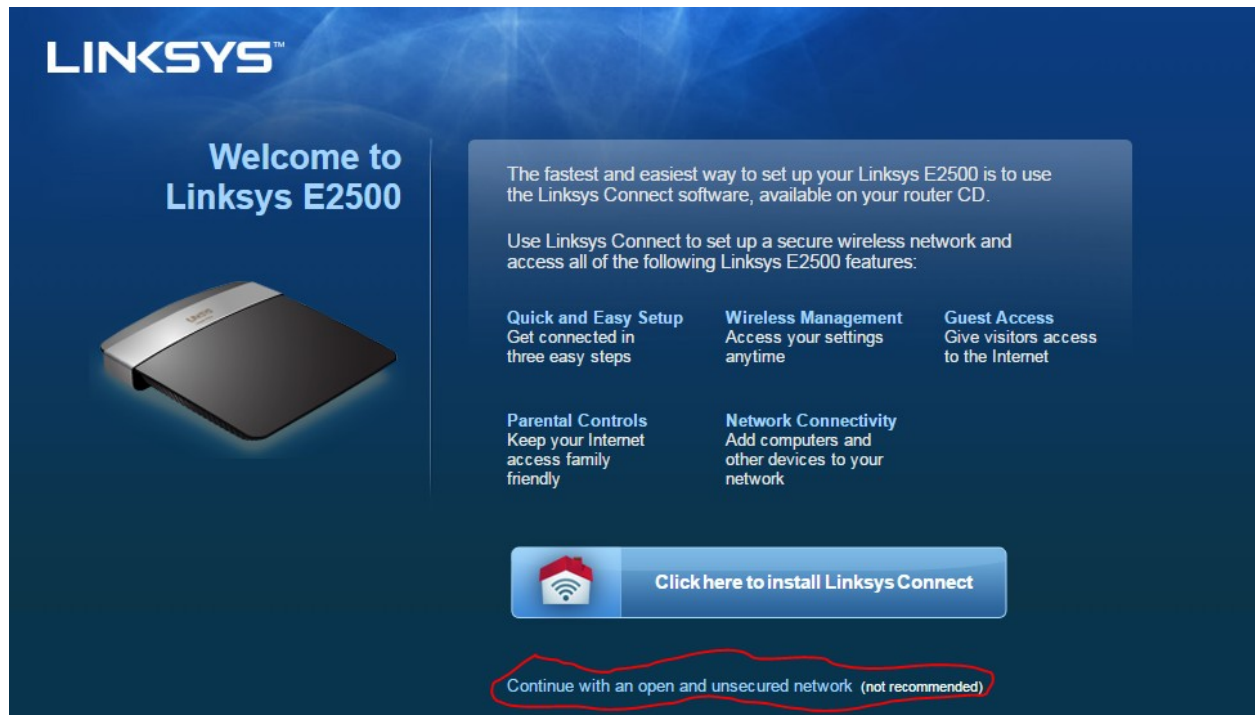 LINKSYS™
Welcome to
Linksys E2500
The fastest and easiest way to set up your Linksys E2500 is to use
the Linksys Connect software, available on your router CD.
Use Linksys Connect to set up a secure wireless network and
access all of the following Linksys E2500 features:
Quick and Easy Setup
Get connected in
three easy steps
Wireless Management
Access your settings
anytime
Guest Access
Give visitors access
to the Internet
Parental Controls
Keep your Internet
access family
friendly
Network Connectivity
Add computers and
other devices to your
network
Click here to install Linksys Connect
Continue with an open and unsecured network (not recommended)